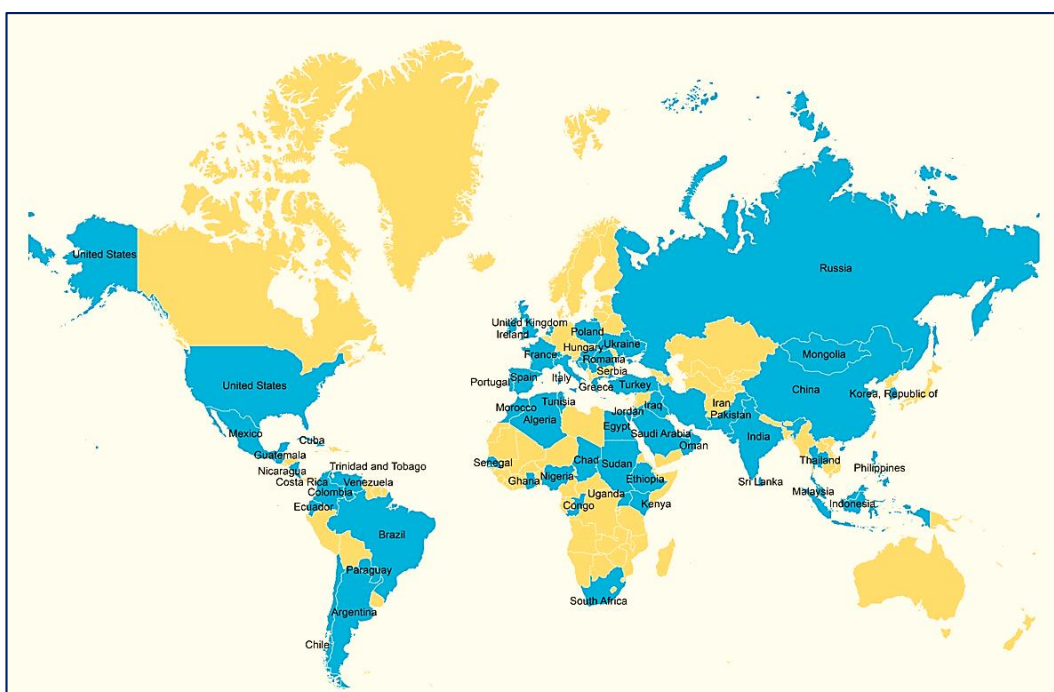 United States
Russia
United Kingdom
Ireland
Poland
Ukraine
Hungary
France
Romania
Mongolia
Serbia
Spain
Italy
Portugal
Greece
Turkey
China
United States
Korea, Republic of
Iran
Tunisia
Iraq
Morocco
Jordan
Pakistan
Algeria
Egypt
Mexico
Saudi Arabia
India
Cuba
Oman
Guatemala
Chad
Sudan
Thailand
Senegal
Trinidad and Tobago
Philippines
Nicaragua
Nigeria
Ethiopia
Ghana
Costa Rica
Venezuela
Sri Lanka
Colombia
Malaysia
Uganda
Ecuador
Congo
Kenya
Indonesia
Brazil
Paraguay
South Africa
Argentina
Chile